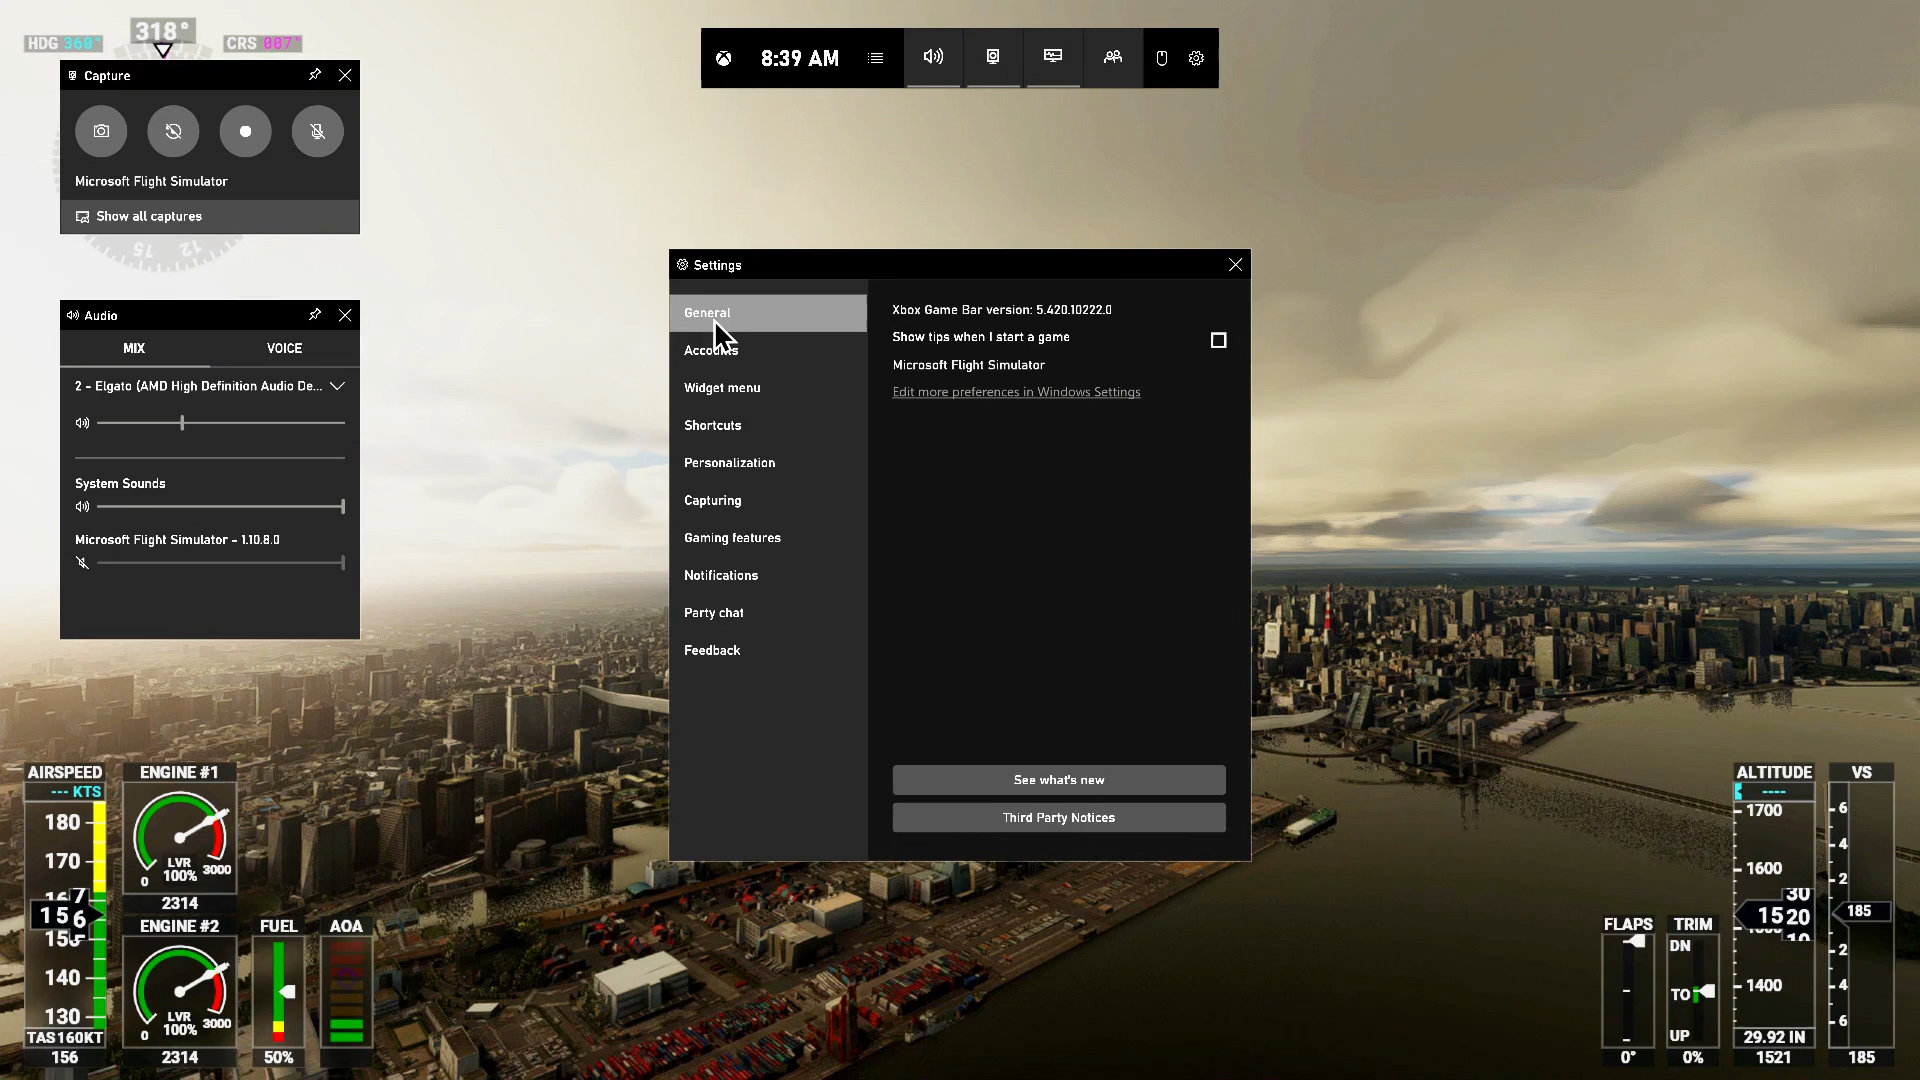 HDG 360°
318°
CRS 007°
15
12
Capture
Microsoft Flight Simulator
Show all captures
Audio
MIX
VOICE
2 - Elgato (AMD High Definition Audio De...
System Sounds
Microsoft Flight Simulator - 1.10.8.0
8:39 AM
Settings
General
Accounts
Widget menu
Shortcuts
Personalization
Capturing
Gaming features
Notifications
Party chat
Feedback
Xbox Game Bar version: 5.420.10222.0
Show tips when I start a game
Microsoft Flight Simulator
Edit more preferences in Windows Settings
See what's new
Third Party Notices
AIRSPEED
--- KTS
180
170
156
140
130
TAS160KT
156
ENGINE #1
LVR
100%
0
3000
2314
ENGINE #2
LVR
100%
0
3000
2314
FUEL
50%
AOA
FLAPS
0°
TRIM
DN
TO
UP
0%
ALTITUDE
----
1700
1600
30
1520
10
1400
29.92 IN
1521
VS
6
4
2
185
2
4
6
185